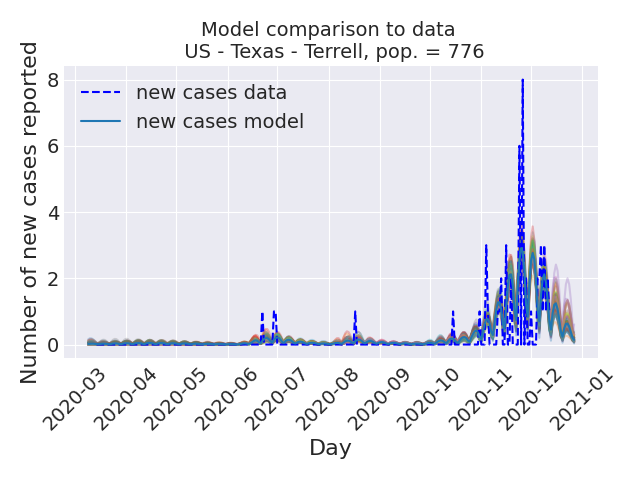 Model comparison to data
US - Texas - Terrell, pop. = 776
Number of new cases reported
8
6
4
2
0
new cases data
new cases model
2020-03
2020-04
2020-05
2020-06
2020-07
2020-08
2020-09
2020-10
2020-11
2020-12
2021-01
Day